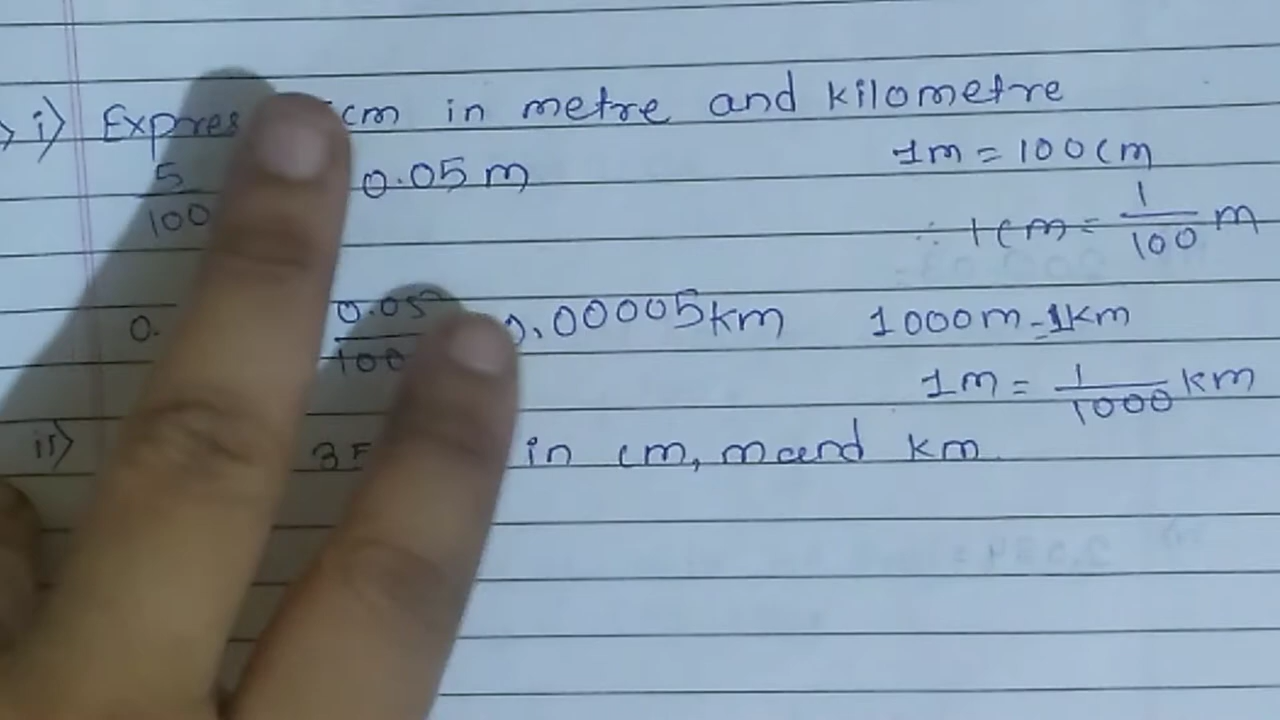 i) Expres cm in metre and kilometre
5/100 0.05 m 1m = 100cm
∴ 1cm = 1/100 m
0. 0.05/100 0.00005km 1000m - 1km
1m = 1/1000 km
ii) in cm, m and km